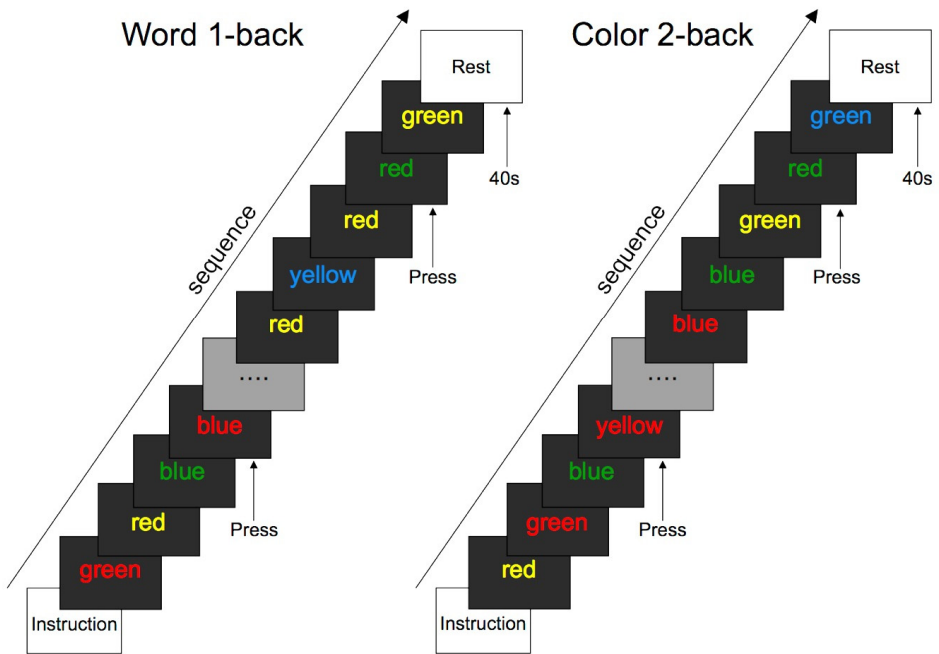 Word 1-back
Rest
green
red
40s
red
Press
yellow
red
....
blue
blue
Press
red
green
Instruction
sequence
Color 2-back
Rest
green
red
40s
green
Press
blue
blue
....
yellow
blue
Press
green
red
Instruction
sequence